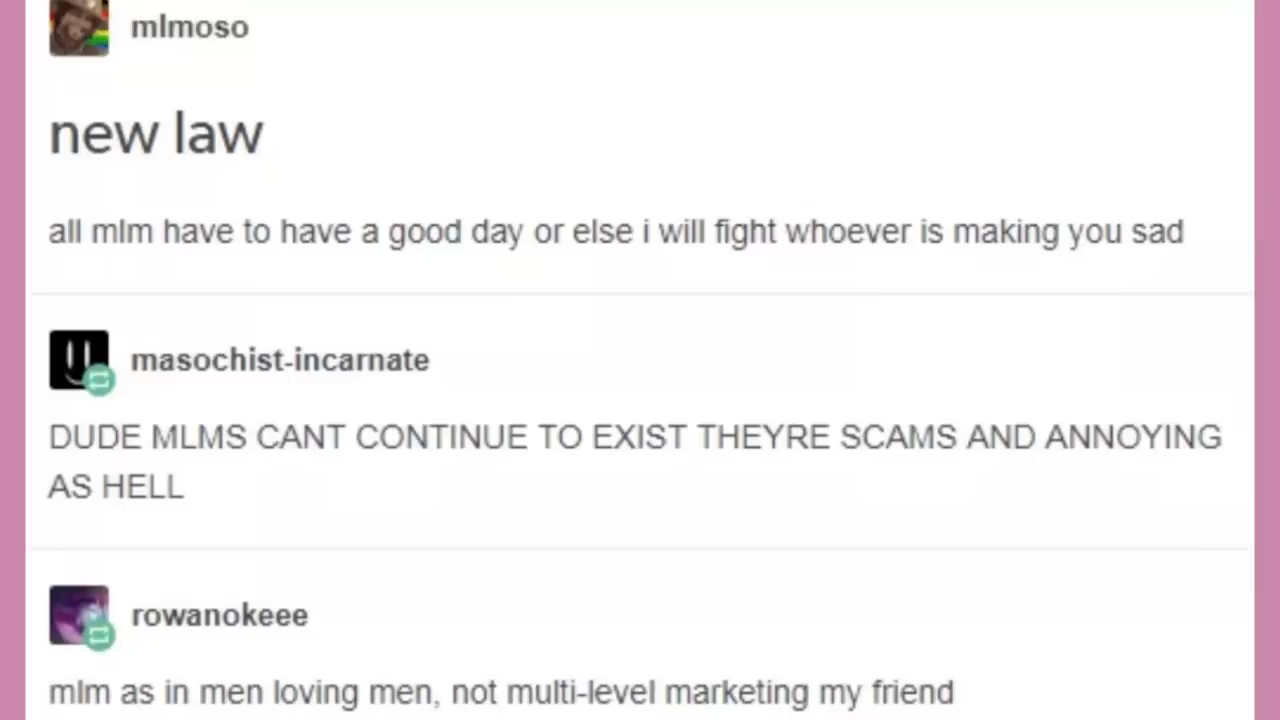 mlmoso
new law
all mlm have to have a good day or else i will fight whoever is making you sad
masochist-incarnate
DUDE MLMS CANT CONTINUE TO EXIST THEYRE SCAMS AND ANNOYING
AS HELL
rowanokeee
mlm as in men loving men, not multi-level marketing my friend